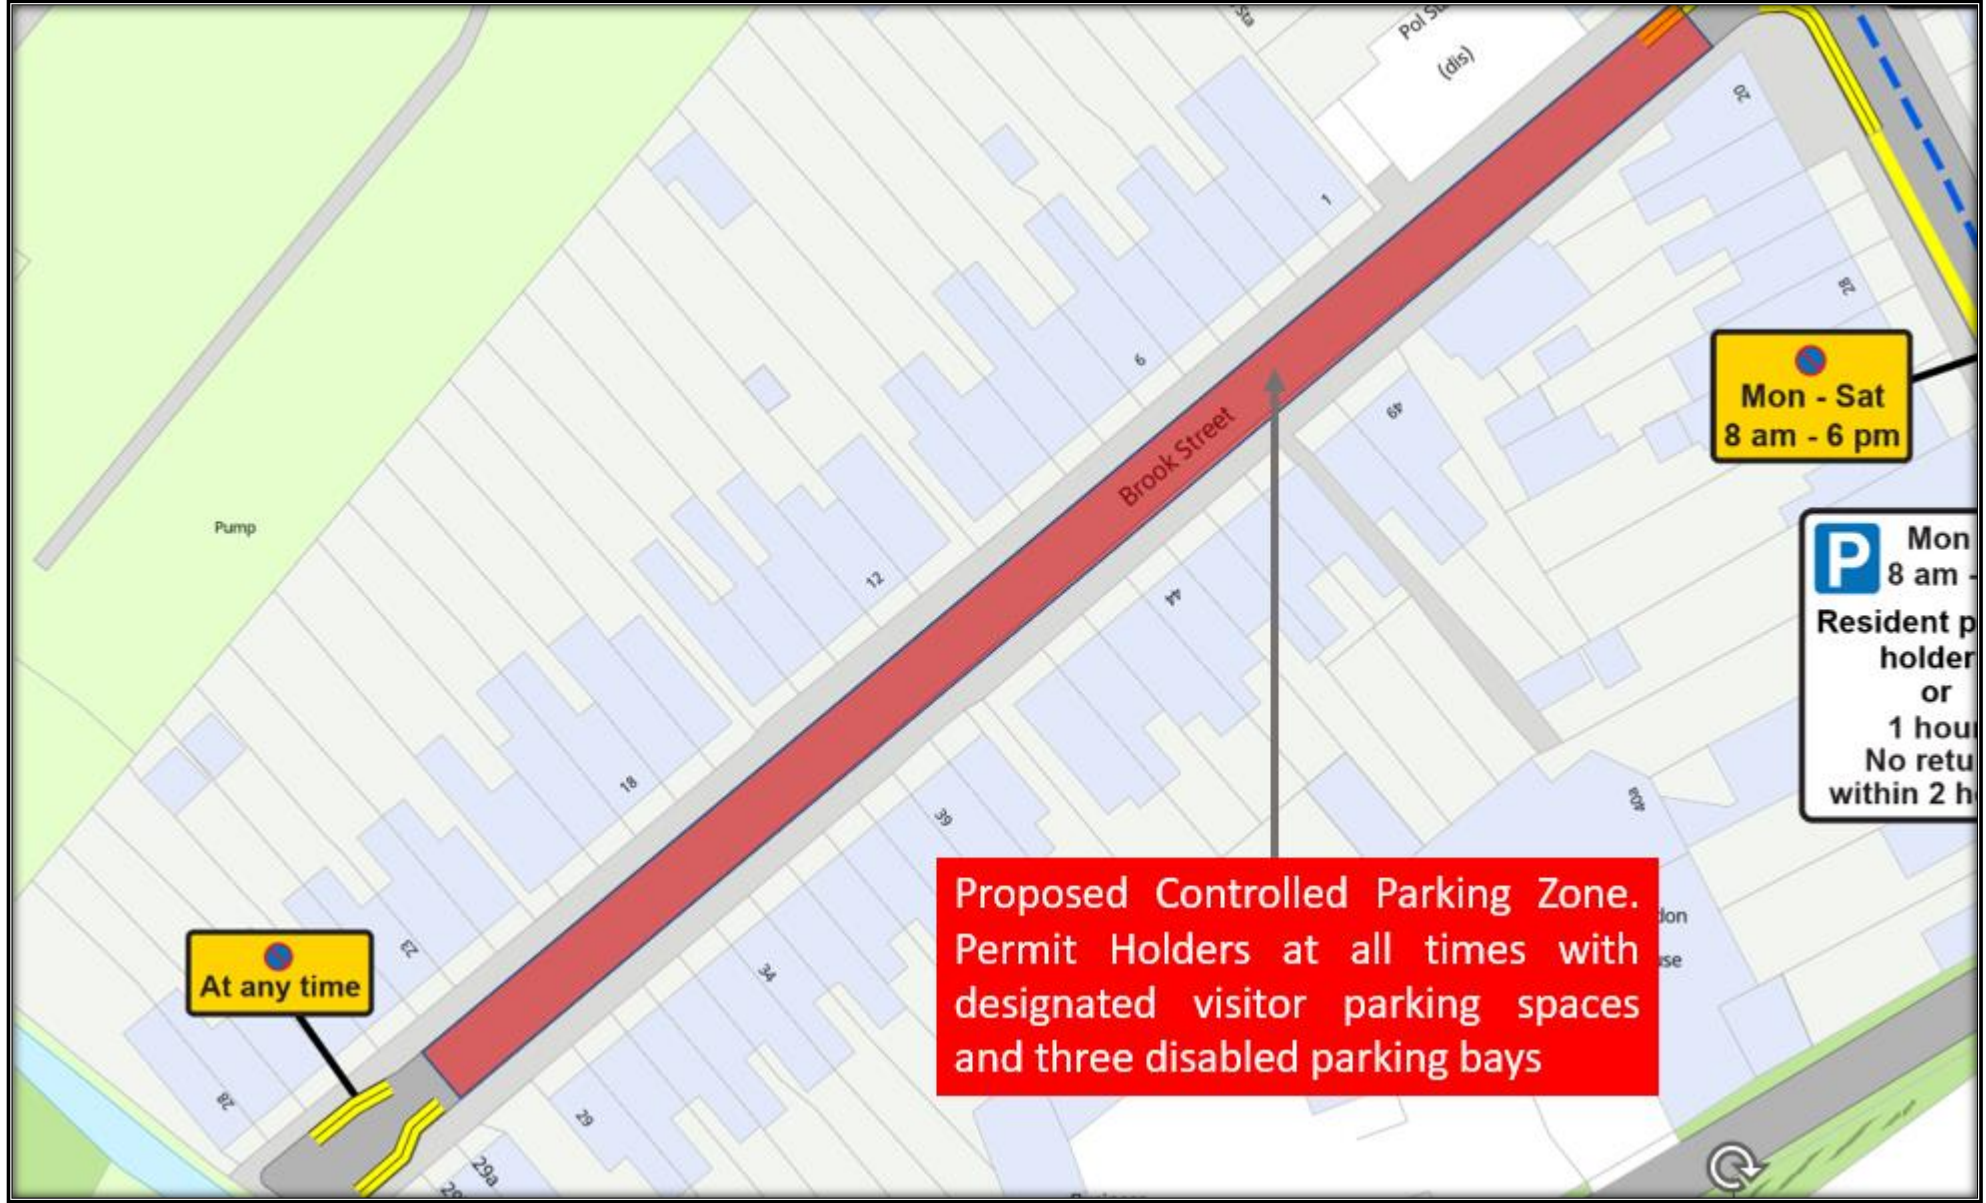 Sta
Pol
(dis)
20
1
28
6
Mon - Sat
8 am - 6 pm
49
Brook Street
Pump
12
44
P Mon
8 am -
Resident
holder
or
1 hour
No
within 2
18
39
40a
Proposed Controlled Parking Zone.
Permit Holders at all times with
designated visitor parking spaces
and three disabled parking bays
23
34
At any time
28
29
29a